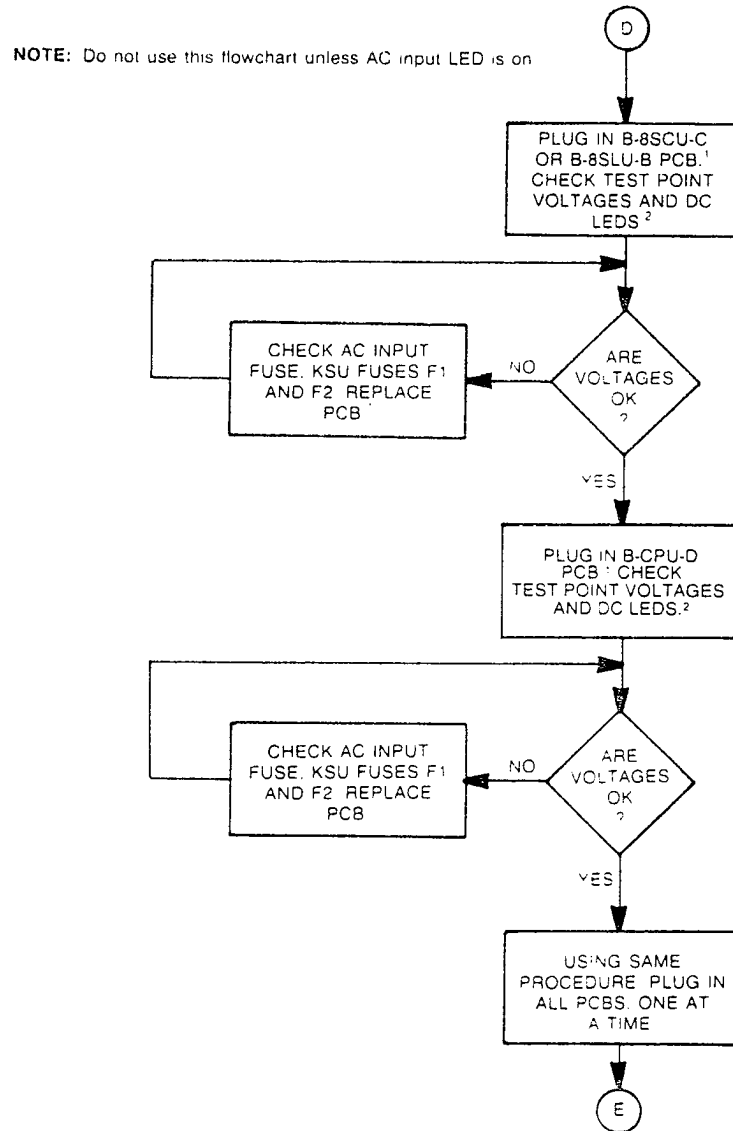 D
NOTE: Do not use this flowchart unless AC input LED is on
PLUG IN B-8SCU-C
OR B-8SLU-B PCB.¹
CHECK TEST POINT
VOLTAGES AND DC
LEDS²
CHECK AC INPUT
FUSE. KSU FUSES F1
AND F2 REPLACE
PCB
NO
ARE
VOLTAGES
OK
?
YES
PLUG IN B-CPU-D
PCB CHECK
TEST POINT VOLTAGES
AND DC LEDS.²
CHECK AC INPUT
FUSE. KSU FUSES F1
AND F2 REPLACE
PCB
NO
ARE
VOLTAGES
OK
?
YES
USING SAME
PROCEDURE PLUG IN
ALL PCBS. ONE AT
A TIME
E